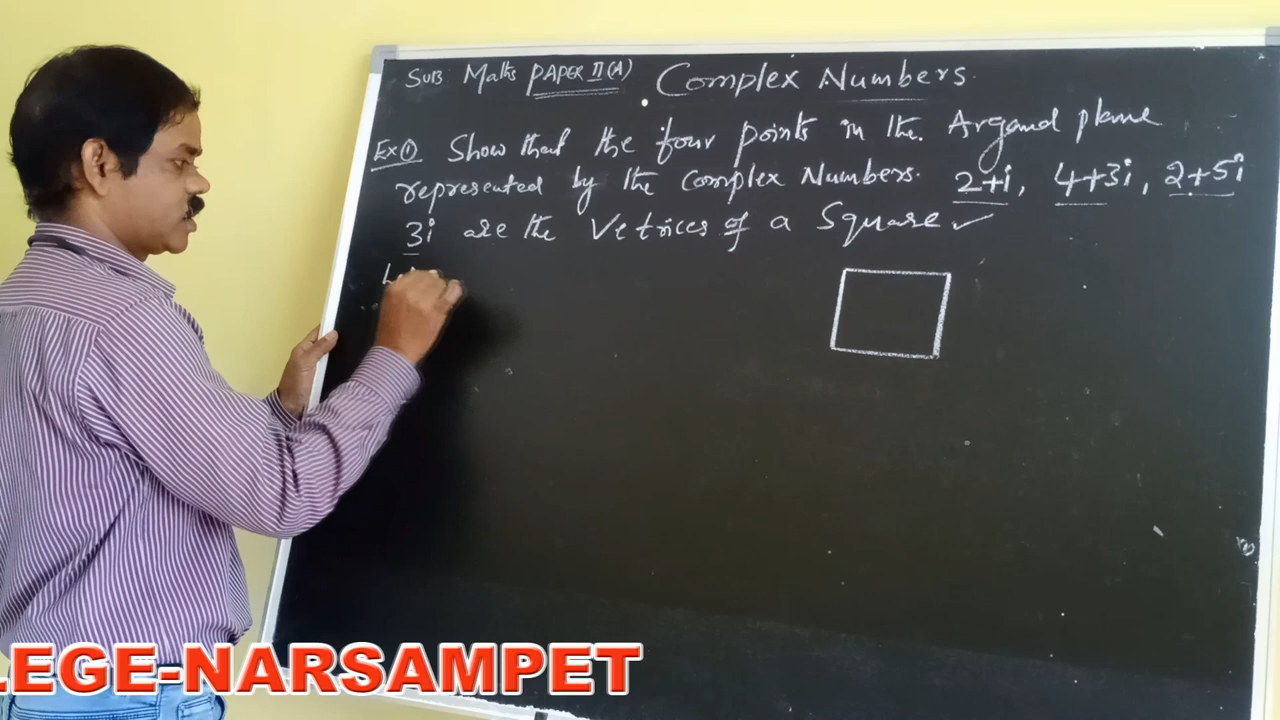 SUB: Maths PAPER II(A) Complex Numbers.
Ex① Show that the four points in the. Argand plane
represented by the Complex Numbers. 2+i, 4+3i, 2+5i
3i are the Vetrices of a Square ✓
LEGE-NARSAMPET